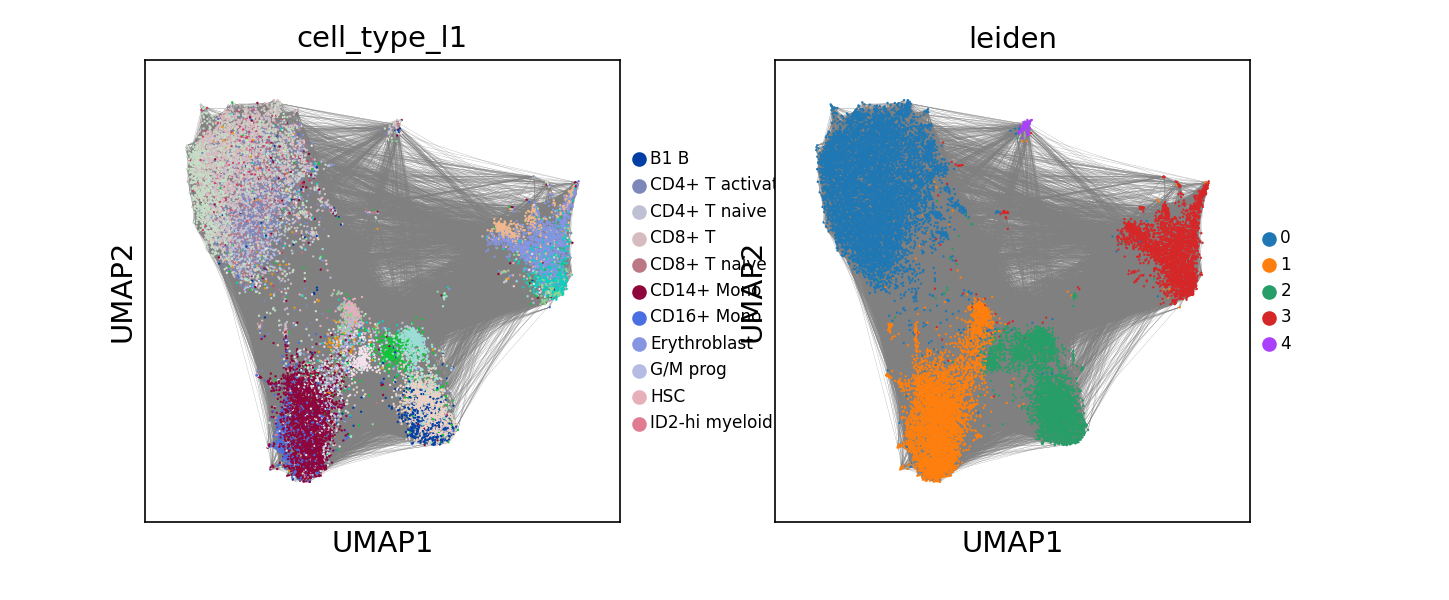 cell_type_l1
leiden
UMAP2
UMAP1
B1 B
CD4+ T activat
CD4+ T naive
CD8+ T
CD8+ T naive
CD14+ Mono
CD16+ Mono
Erythroblast
G/M prog
HSC
ID2-hi myeloid
UMAP2
UMAP1
0
1
2
3
4